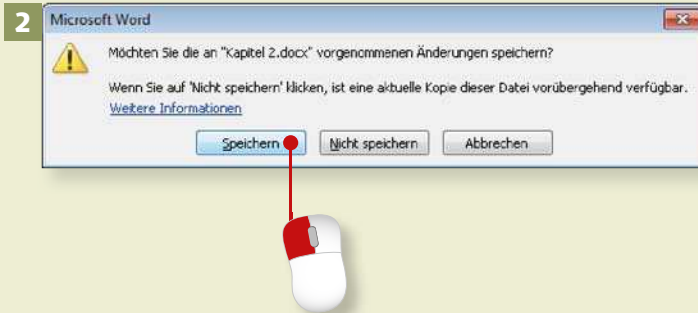 2
Microsoft Word
Möchten Sie die an "Kapitel 2.docx" vorgenommenen Änderungen speichern?
Wenn Sie auf 'Nicht speichern' klicken, ist eine aktuelle Kopie dieser Datei vorübergehend verfügbar.
Weitere Informationen
Speichern Nicht speichern Abbrechen